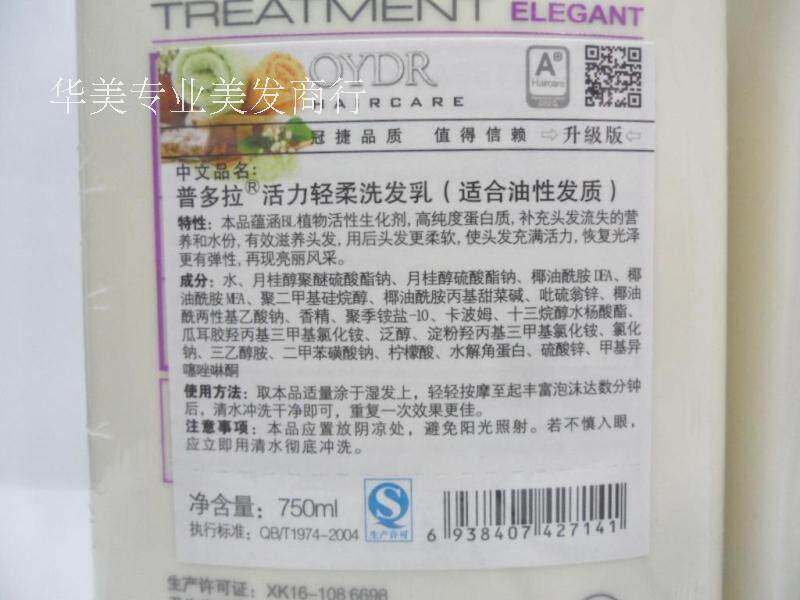 TREATMENT ELEGANT
华美专业美发商行
QYDR
HAIRCARE
A+
Haircare
冠捷品质 值得信赖 ⇨升级版⇦
中文品名：
普多拉®活力轻柔洗发乳（适合油性发质）
特性：本品蕴涵BL植物活性生化剂，高纯度蛋白质，补充头发流失的营
养和水份，有效滋养头发，用后头发更柔软，使头发充满活力，恢复光泽
更有弹性，再现亮丽风采。
成分：水、月桂醇聚醚硫酸酯钠、月桂醇硫酸酯钠、椰油酰胺DEA、椰
油酰胺MEA、聚二甲基硅烷醇、椰油酰胺丙基甜菜碱、吡硫翁锌、椰油
酰两性基乙酸钠、香精、聚季铵盐-10、卡波姆、十三烷醇水杨酸酯、
瓜耳胶羟丙基三甲基氯化铵、泛醇、淀粉羟丙基三甲基氯化铵、氯化
钠、三乙醇胺、二甲苯磺酸钠、柠檬酸、水解角蛋白、硫酸锌、甲基异
噻唑啉酮
使用方法：取本品适量涂于湿发上，轻轻按摩至起丰富泡沫达数分钟
后，清水冲洗干净即可，重复一次效果更佳。
注意事项：本品应置放阴凉处，避免阳光照射。若不慎入眼，
应立即用清水彻底冲洗。
净含量：750ml
执行标准：QB/T1974-2004
生产许可
6 938407 427141
生产许可证：XK16-108 6698